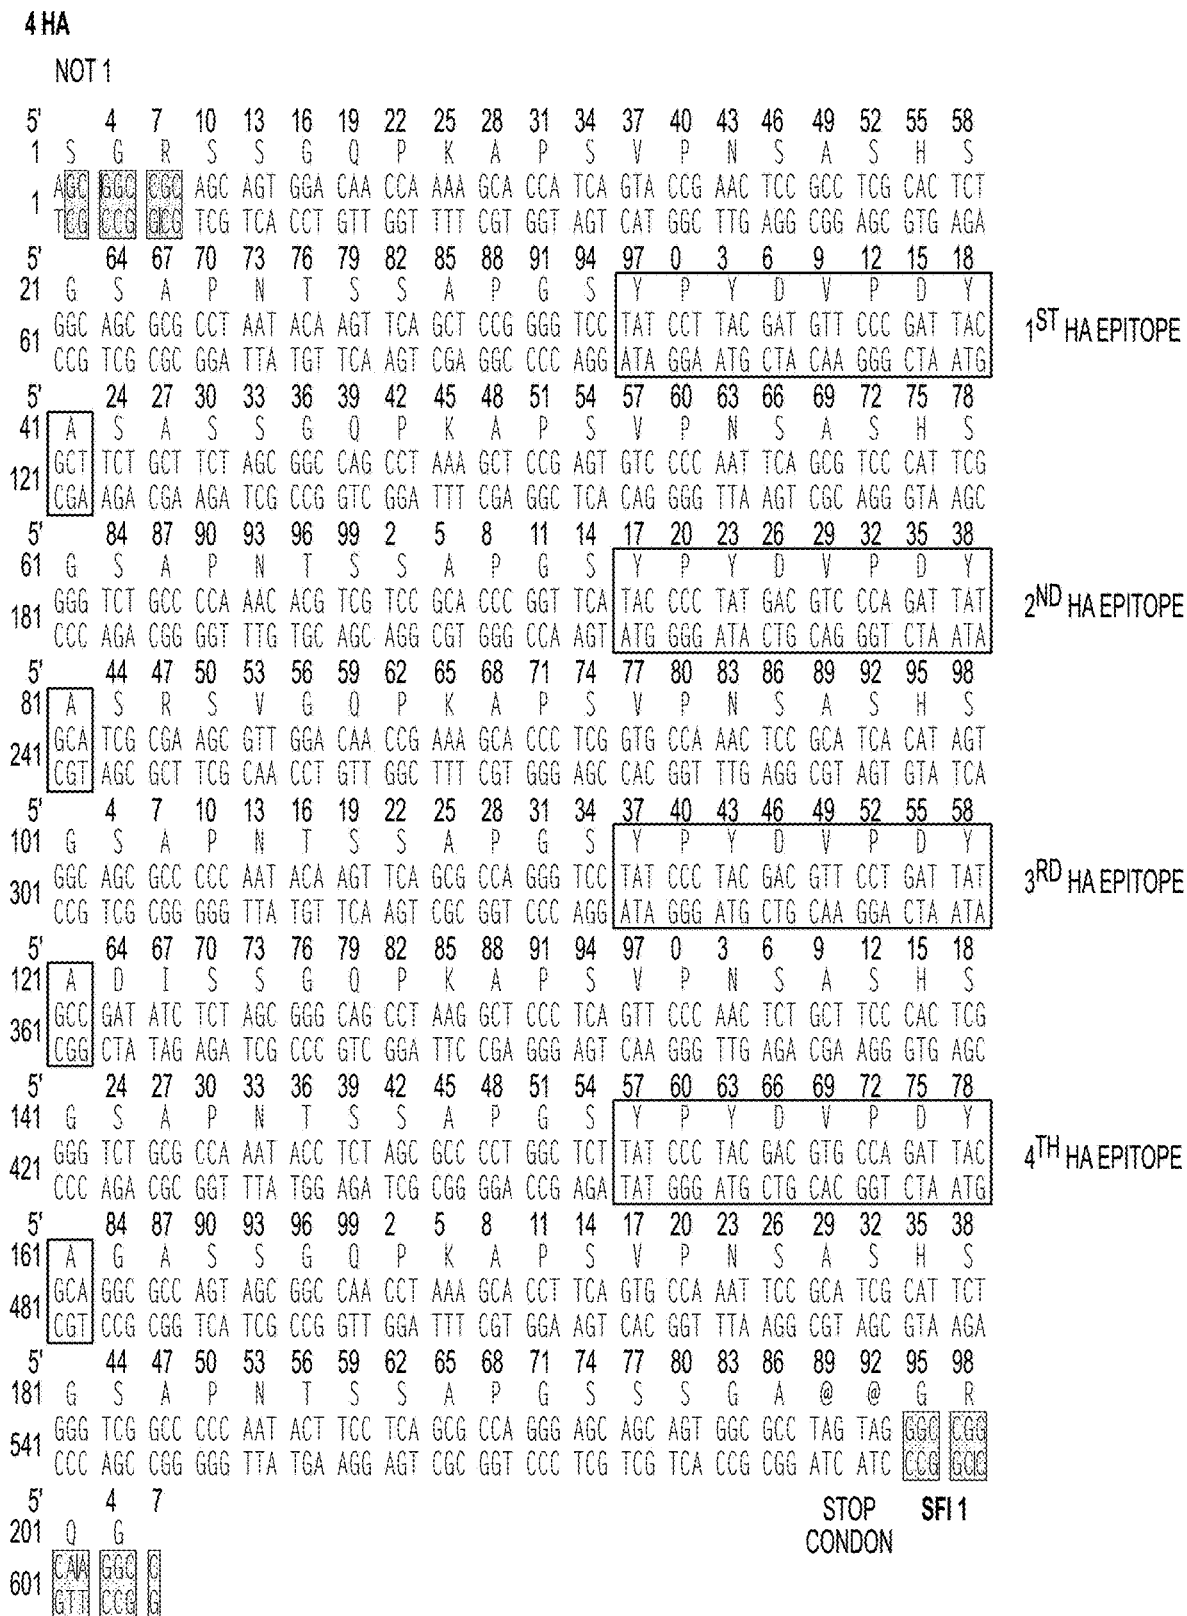 4 HA
NOT 1
5' 4 7 10 13 16 19 22 25 28 31 34 37 40 43 46 49 52 55 58
1 S G R S S G Q P K A P S V P N S A S H S
AGC GGC CGC AGC AGT GGA CAA CCA AAA GCA CCA TCA GTA CCG AAC TCC GCC TCG CAC TCT
1
TCG CCG GCG TCG TCA CCT GTT GGT TTT CGT GGT AGT CAT GGC TTG AGG CGG AGC GTG AGA
5' 64 67 70 73 76 79 82 85 88 91 94 97 0 3 6 9 12 15 18
21 G S A P N T S S A P G S Y P Y D V P D Y
GGC AGC GCG CCT AAT ACA AGT TCA GCT CCG GGG TCC TAT CCT TAC GAT GTT CCC GAT TAC
61
1ST HA EPITOPE
CCG TCG CGC GGA TTA TGT TCA AGT CGA GGC CCC AGG ATA GGA ATG CTA CAA GGG CTA ATG
5' 24 27 30 33 36 39 42 45 48 51 54 57 60 63 66 69 72 75 78
41 A S A S S G Q P K A P S V P N S A S H S
GCT TCT GCT TCT AGC GGC CAG CCT AAA GCT CCG AGT GTC CCC AAT TCA GCG TCC CAT TCG
121
CGA AGA CGA AGA TCG CCG GTC GGA TTT CGA GGC TCA CAG GGG TTA AGT CGC AGG GTA AGC
5' 84 87 90 93 96 99 2 5 8 11 14 17 20 23 26 29 32 35 38
61 G S A P N T S S A P G S Y P Y D V P D Y
GGG TCT GCC CCA AAC ACG TCG TCC GCA CCC GGT TCA TAC CCC TAT GAC GTC CCA GAT TAT
181
2ND HA EPITOPE
CCC AGA CGG GGT TTG TGC AGC AGG CGT GGG CCA AGT ATG GGG ATA CTG CAG GGT CTA ATA
5' 44 47 50 53 56 59 62 65 68 71 74 77 80 83 86 89 92 95 98
81 A S R S V G Q P K A P S V P N S A S H S
GCA TCG CGA AGC GTT GGA CAA CCG AAA GCA CCC TCG GTG CCA AAC TCC GCA TCA CAT AGT
241
CGT AGC GCT TCG CAA CCT GTT GGC TTT CGT GGG AGC CAC GGT TTG AGG CGT AGT GTA TCA
5' 4 7 10 13 16 19 22 25 28 31 34 37 40 43 46 49 52 55 58
101 G S A P N T S S A P G S Y P Y D V P D Y
GGC AGC GCC CCC AAT ACA AGT TCA GCG CCA GGG TCC TAT CCC TAC GAC GTT CCT GAT TAT
301
3RD HA EPITOPE
CCG TCG CGG GGG TTA TGT TCA AGT CGC GGT CCC AGG ATA GGG ATG CTG CAA GGA CTA ATA
5' 64 67 70 73 76 79 82 85 88 91 94 97 0 3 6 9 12 15 18
121 A D I S S G Q P K A P S V P N S A S H S
GCC GAT ATC TCT AGC GGG CAG CCT AAG GCT CCC TCA GTT CCC AAC TCT GCT TCC CAC TCG
361
CGG CTA TAG AGA TCG CCC GTC GGA TTC CGA GGG AGT CAA GGG TTG AGA CGA AGG GTG AGC
5' 24 27 30 33 36 39 42 45 48 51 54 57 60 63 66 69 72 75 78
141 G S A P N T S S A P G S Y P Y D V P D Y
GGG TCT GCG CCA AAT ACC TCT AGC GCC CCT GGC TCT TAT CCC TAC GAC GTG CCA GAT TAC
421
4TH HA EPITOPE
CCC AGA CGC GGT TTA TGG AGA TCG CGG GGA CCG AGA TAT GGG ATG CTG CAC GGT CTA ATG
5' 84 87 90 93 96 99 2 5 8 11 14 17 20 23 26 29 32 35 38
161 A G A S S G Q P K A P S V P N S A S H S
GCA GGC GCC AGT AGC GGC CAA CCT AAA GCA CCT TCA GTG CCA AAT TCC GCA TCG CAT TCT
481
CGT CCG CGG TCA TCG CCG GTT GGA TTT CGT GGA AGT CAC GGT TTA AGG CGT AGC GTA AGA
5' 44 47 50 53 56 59 62 65 68 71 74 77 80 83 86 89 92 95 98
181 G S A P N T S S A P G S S S G A @ @ G R
GGG TCG GCC CCC AAT ACT TCC TCA GCG CCA GGG AGC AGC AGT GGC GCC TAG TAG GGC CGG
541
CCC AGC CGG GGG TTA TGA AGG AGT CGC GGT CCC TCG TCG TCA CCG CGG ATC ATC CCG GCC
5' 4 7
STOP CONDON
SFI 1
201 Q G
CAA GGC C
601
GTT CCG G